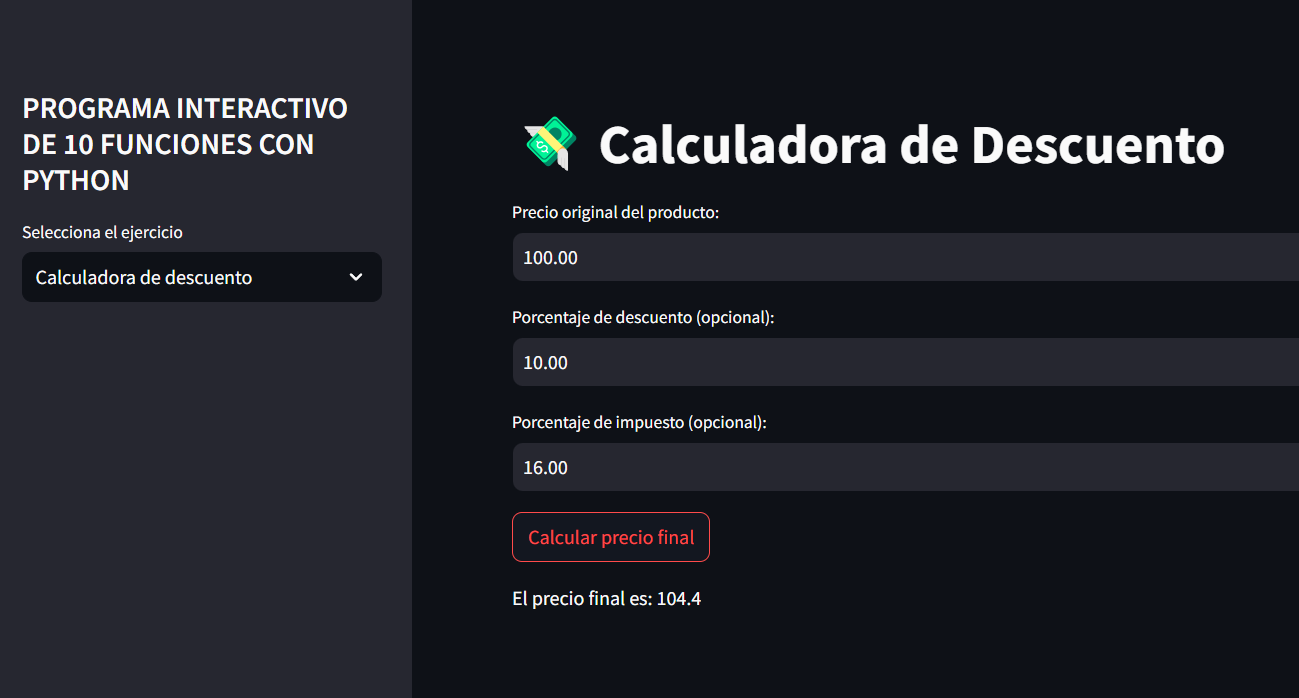 PROGRAMA INTERACTIVO
DE 10 FUNCIONES CON
PYTHON
Selecciona el ejercicio
Calculadora de descuento
Calculadora de Descuento
Precio original del producto:
100.00
Porcentaje de descuento (opcional):
10.00
Porcentaje de impuesto (opcional):
16.00
Calcular precio final
El precio final es: 104.4